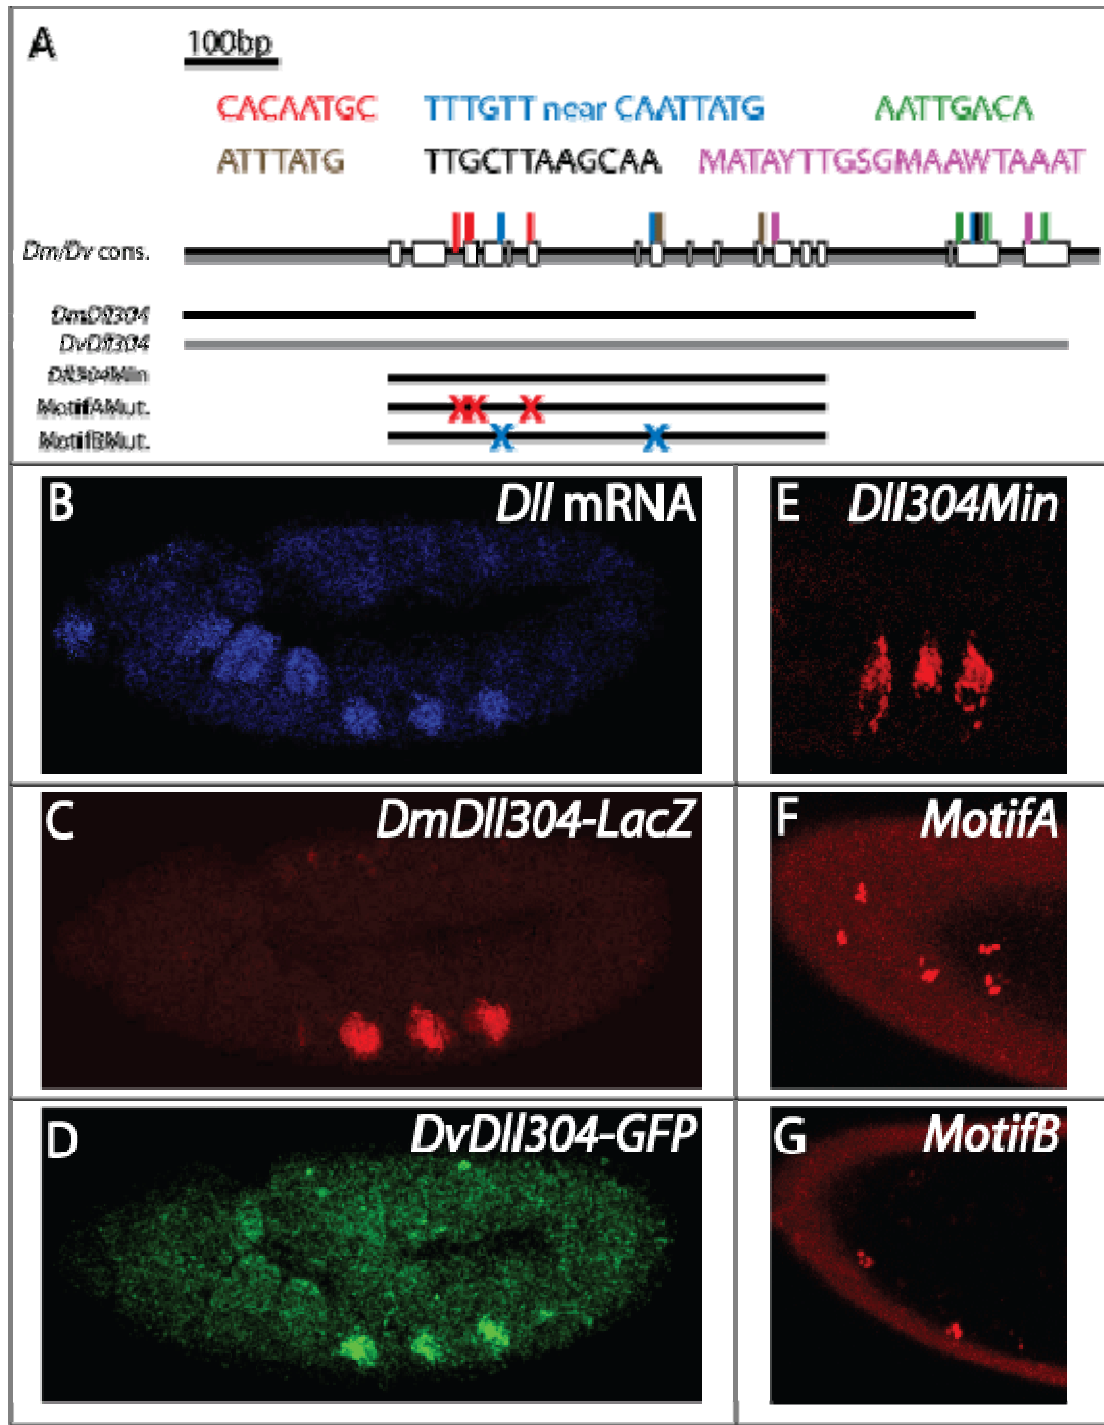 A
100bp
CACAATGC TTTGTT near CAATTATG AATTGACA
ATTTATG TTGCTTAAGCAA MATAYTTGSGMAAWTAAAT
Dm/Dv cons.
DmDll304
DvDll304
Dll304Min
MotifAMut.
MotifBMut.
B Dll mRNA
E Dll304Min
C DmDll304-LacZ
F MotifA
D DvDll304-GFP
G MotifB